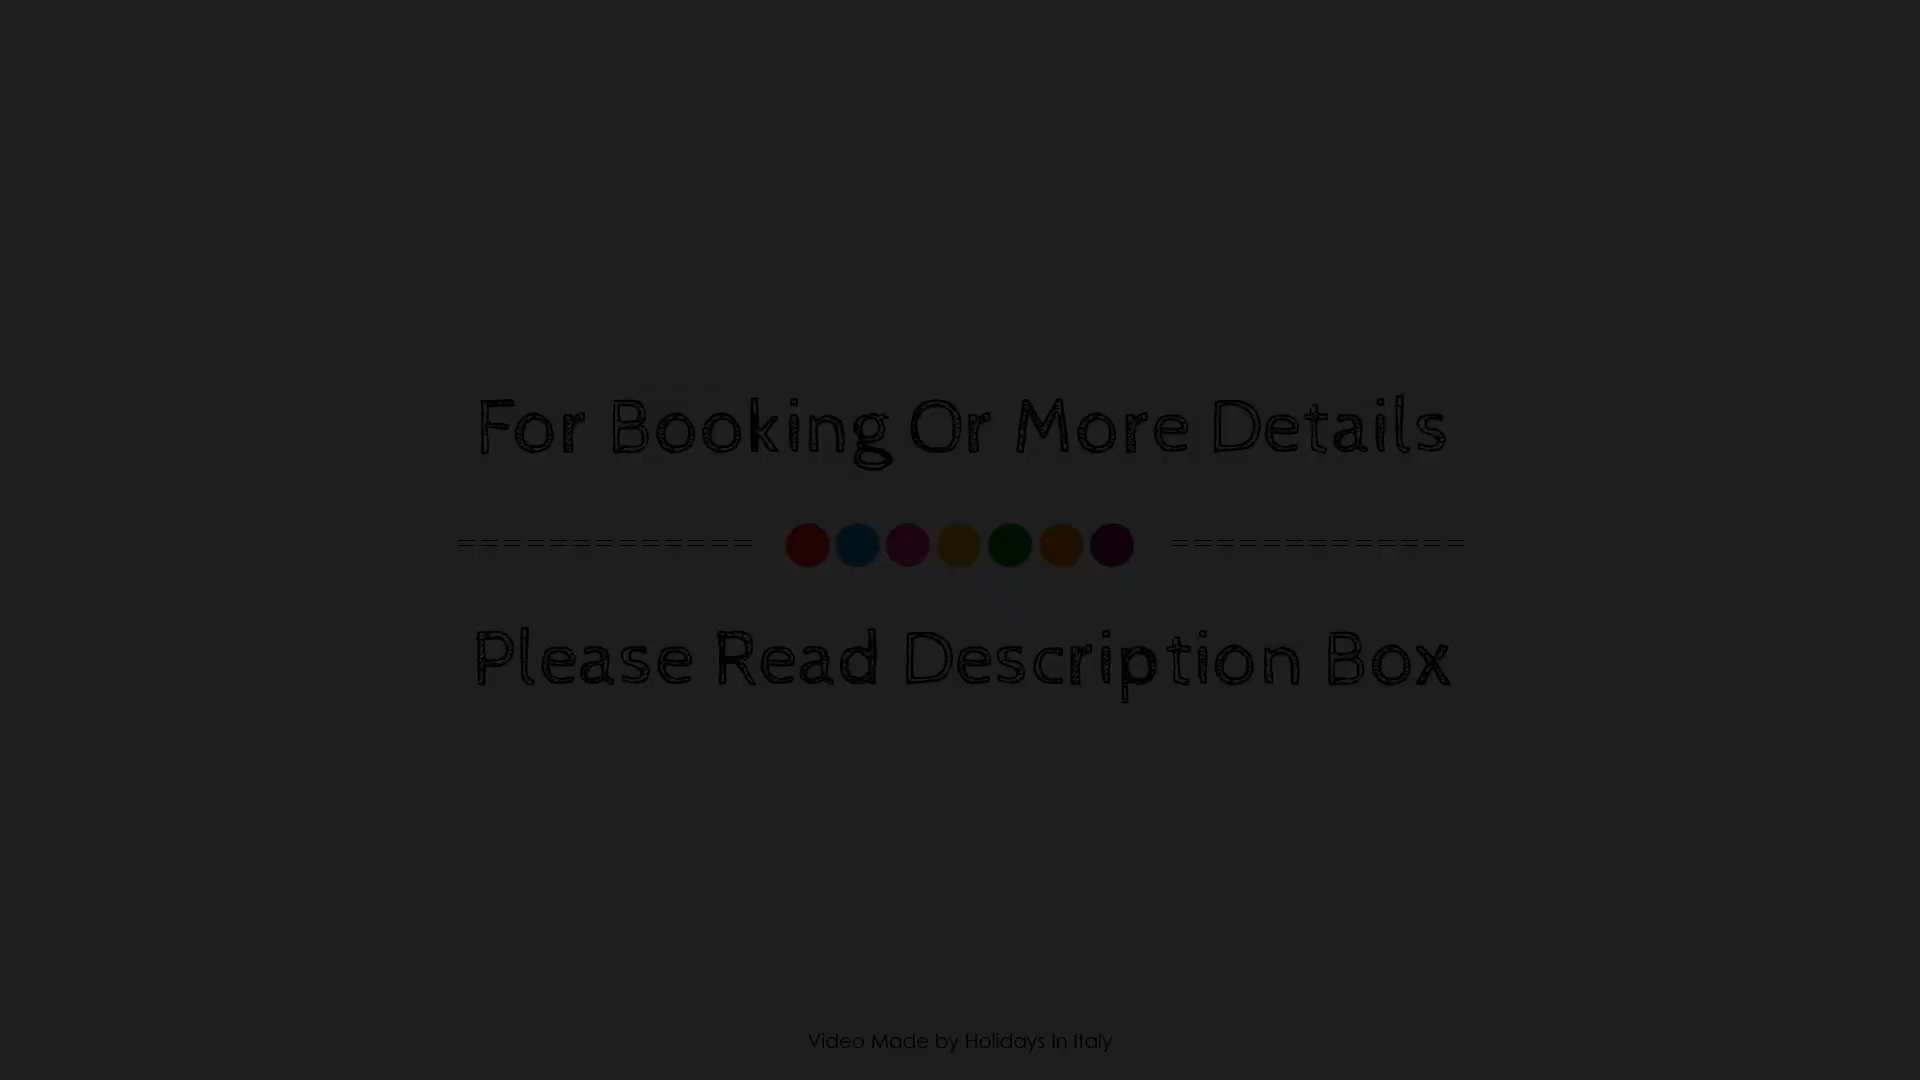 For Booking Or More Details
============= =============
Please Read Description Box
Video Made by Holidays In Italy